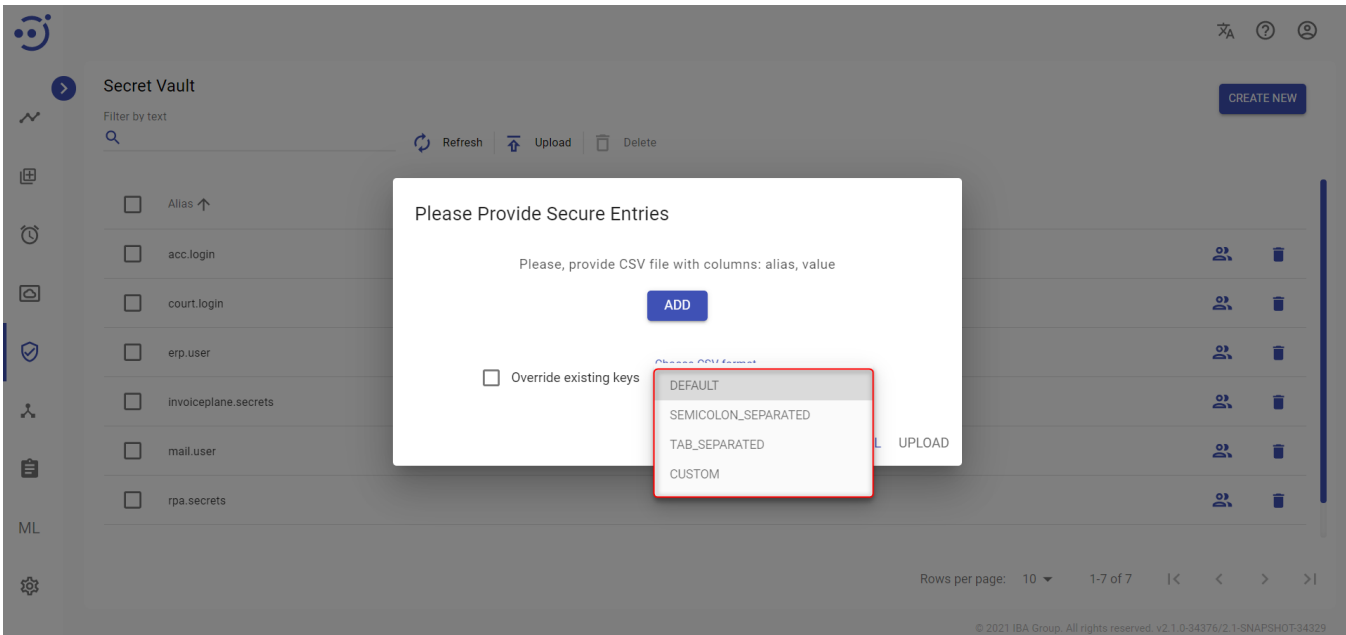 Secret Vault
CREATE NEW
Filter by text
Refresh
Upload
Delete
Please Provide Secure Entries
Alias
Please, provide CSV file with columns: alias, value
acc.login
ADD
court.login
erp.user
Choose CSV format
Override existing keys
DEFAULT
SEMICOLON_SEPARATED
TAB_SEPARATED
CUSTOM
L
UPLOAD
invoiceplane.secrets
mail.user
rpa.secrets
ML
Rows per page: 10
1-7 of 7
© 2021 IBA Group. All rights reserved. v2.1.0-34376/2.1-SNAPSHOT-34329